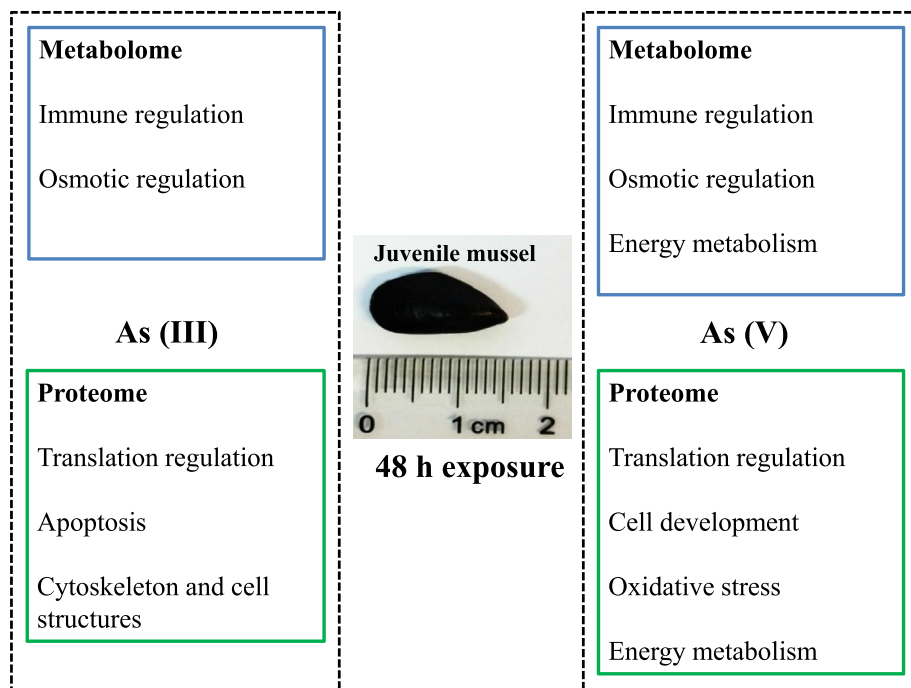 Metabolome
Immune regulation
Osmotic regulation
As (III)
Proteome
Translation regulation
Apoptosis
Cytoskeleton and cell
structures
Juvenile mussel
0 1 cm 2
48 h exposure
Metabolome
Immune regulation
Osmotic regulation
Energy metabolism
As (V)
Proteome
Translation regulation
Cell development
Oxidative stress
Energy metabolism